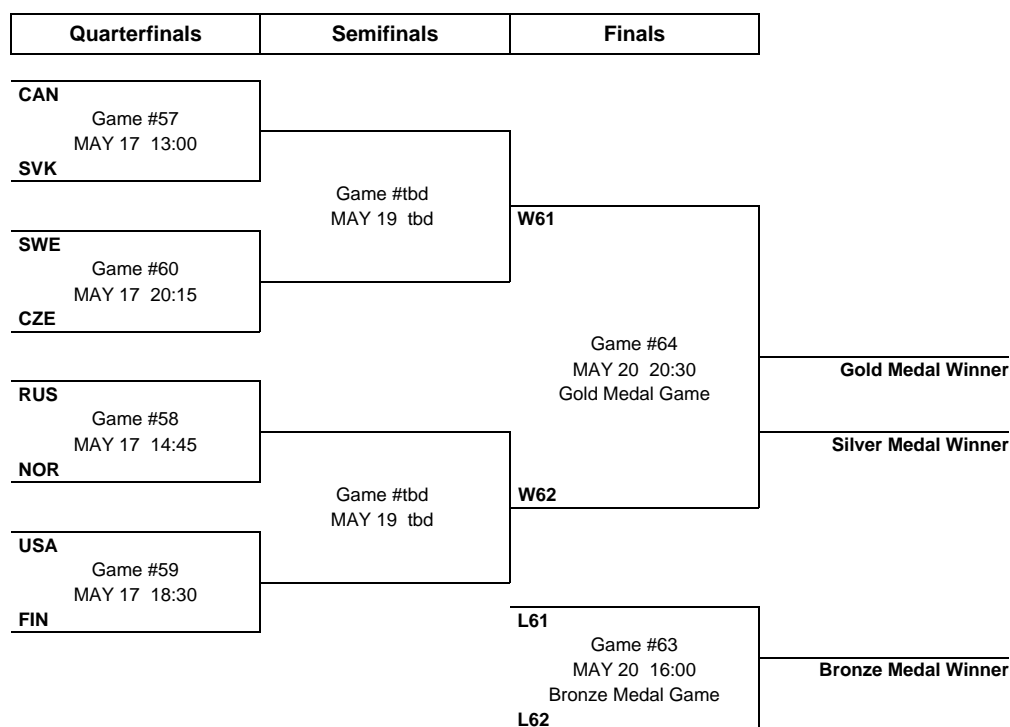 Quarterfinals Semifinals Finals
CAN
Game #57
MAY 17 13:00
SVK
SWE
Game #60
MAY 17 20:15
CZE
RUS
Game #58
MAY 17 14:45
NOR
USA
Game #59
MAY 17 18:30
FIN
Game #tbd
MAY 19 tbd
Game #tbd
MAY 19 tbd
W61
Game #64
MAY 20 20:30
Gold Medal Game
W62
L61
Game #63
MAY 20 16:00
Bronze Medal Game
L62
Gold Medal Winner
Silver Medal Winner
Bronze Medal Winner